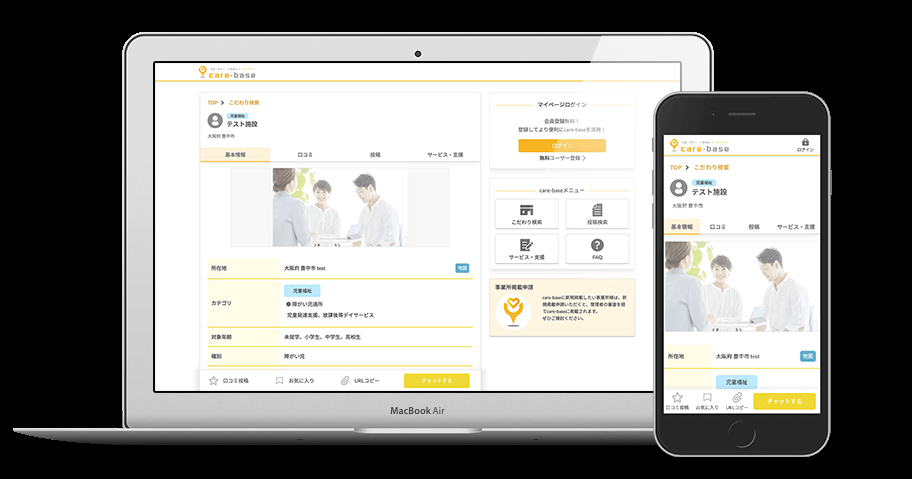 care-base
TOP > こだわり検索
児童福祉
テスト施設
大阪府 豊中市
基本情報 口コミ 投稿 サービス・支援
所在地 大阪府 豊中市 test 地図
カテゴリ 児童福祉
障がい児通所
児童発達支援、放課後等デイサービス
対象年齢 未就学、小学生、中学生、高校生
種別 障がい児
口コミ投稿 お気に入り URLコピー チャットする
マイページログイン
会員登録無料！
登録してより便利にcare-baseを活用！
ログイン
無料ユーザー登録 >
care-baseメニュー
こだわり検索 投稿検索
サービス・支援 FAQ
事業所掲載申請
care-baseに新規掲載したい事業所様は、新
規掲載申請いただくと、管理者の審査を経
てcare-baseに掲載されます。
ぜひご検討ください。
MacBook Air
care-base
ログイン
TOP > こだわり検索
児童福祉
テスト施設
大阪府 豊中市
基本情報 口コミ 投稿 サービス・支援
所在地 大阪府 豊中市 test 地図
児童福祉
口コミ投稿 お気に入り URLコピー チャットする